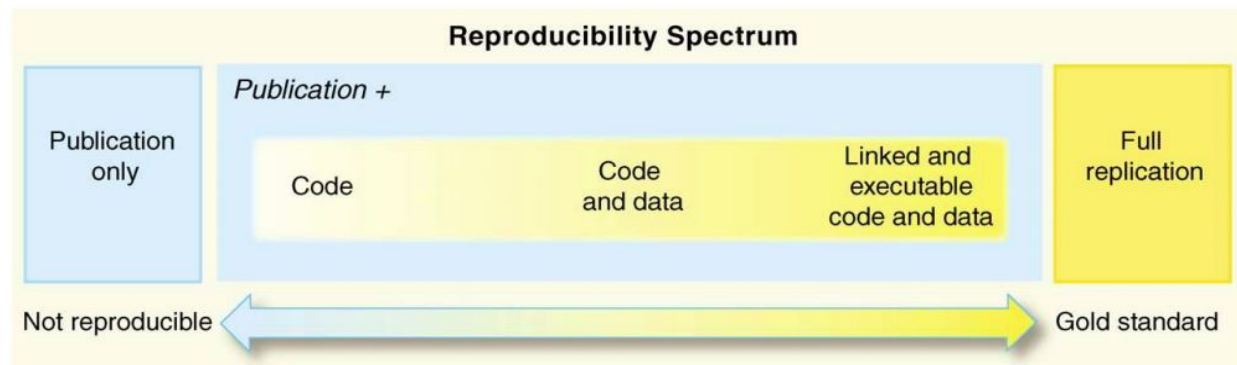 Reproducibility Spectrum
Publication
only
Publication +
Code
Code
and data
Linked and
executable
code and data
Full
replication
Not reproducible
Gold standard